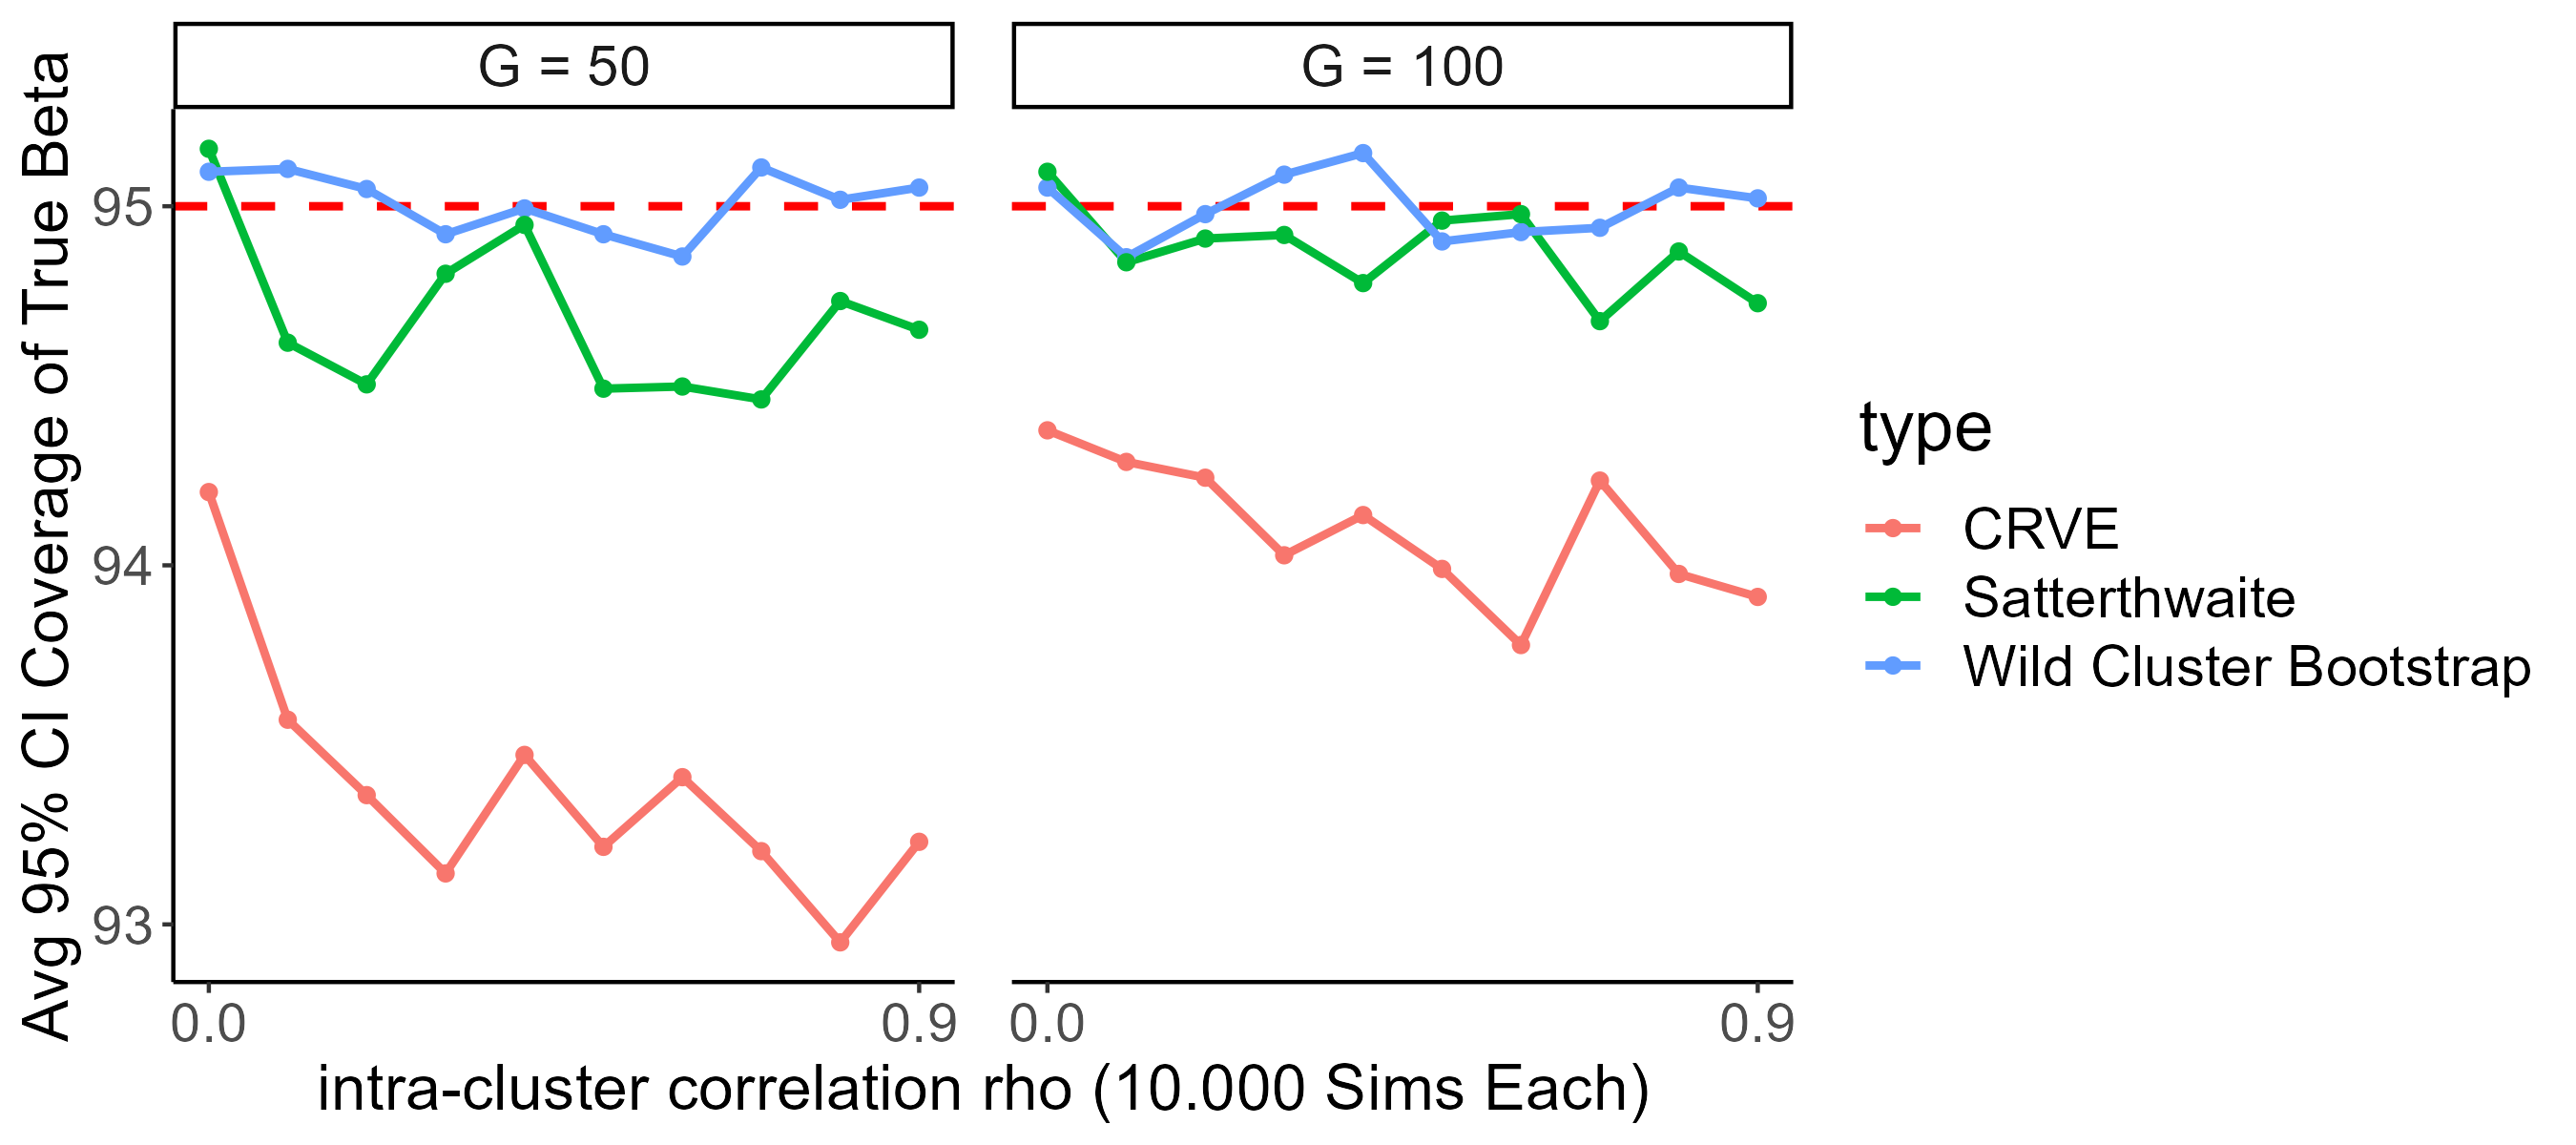 G = 50
G = 100
Avg 95% CI Coverage of True Beta
95
94
93
0.0
0.9
0.0
0.9
intra-cluster correlation rho (10.000 Sims Each)
type
CRVE
Satterthwaite
Wild Cluster Bootstrap